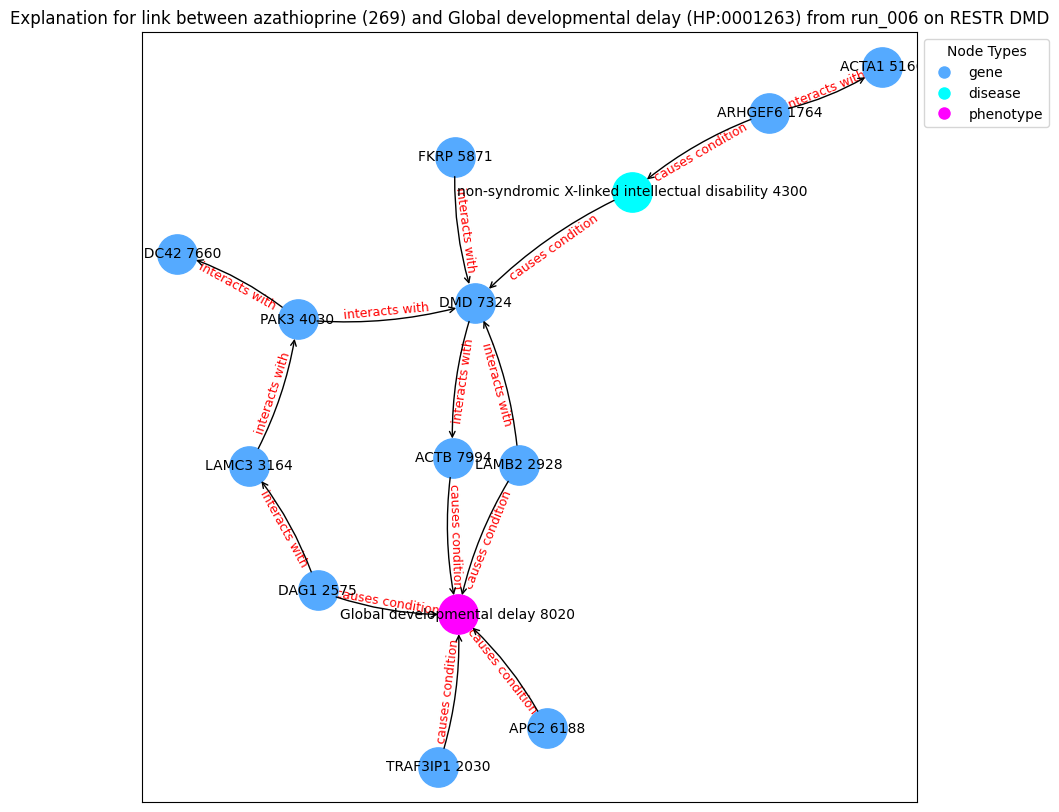 Explanation for link between azathioprine (269) and Global developmental delay (HP:0001263) from run_006 on RESTR DMD
Node Types
gene
disease
phenotype
ACTA1 516
interacts with
ARHGEF6 1764
causes condition
FKRP 5871
non-syndromic X-linked intellectual disability 4300
interacts with
causes condition
DC42 7660
interacts with
DMD 7324
PAK3 4030
interacts with
interacts with
interacts with
interacts with
ACTB 7994
LAMB2 2928
LAMC3 3164
interacts with
causes condition
causes condition
DAG1 2575
causes condition
Global developmental delay 8020
causes condition
causes condition
APC2 6188
TRAF3IP1 2030